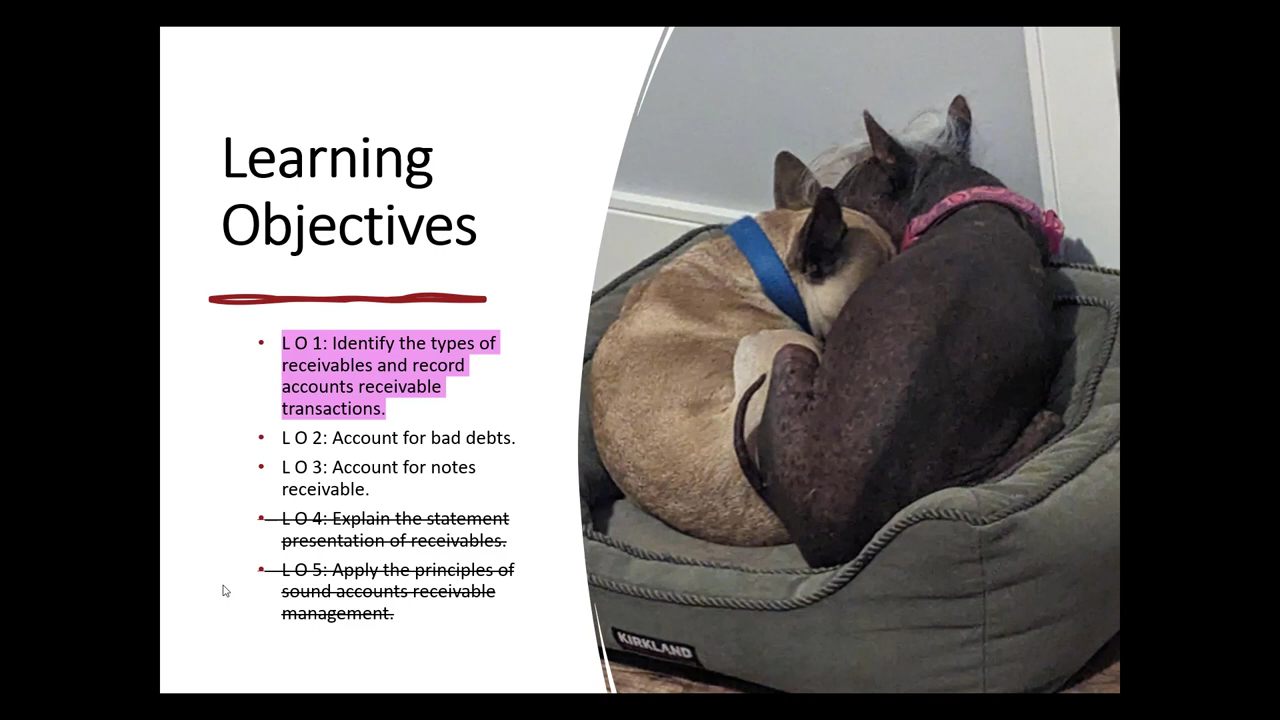 Learning
Objectives
• L O 1: Identify the types of
receivables and record
accounts receivable
transactions.
• L O 2: Account for bad debts.
• L O 3: Account for notes
receivable.
• L O 4: Explain the statement
presentation of receivables.
• L O 5: Apply the principles of
sound accounts receivable
management.
KIRKLAND